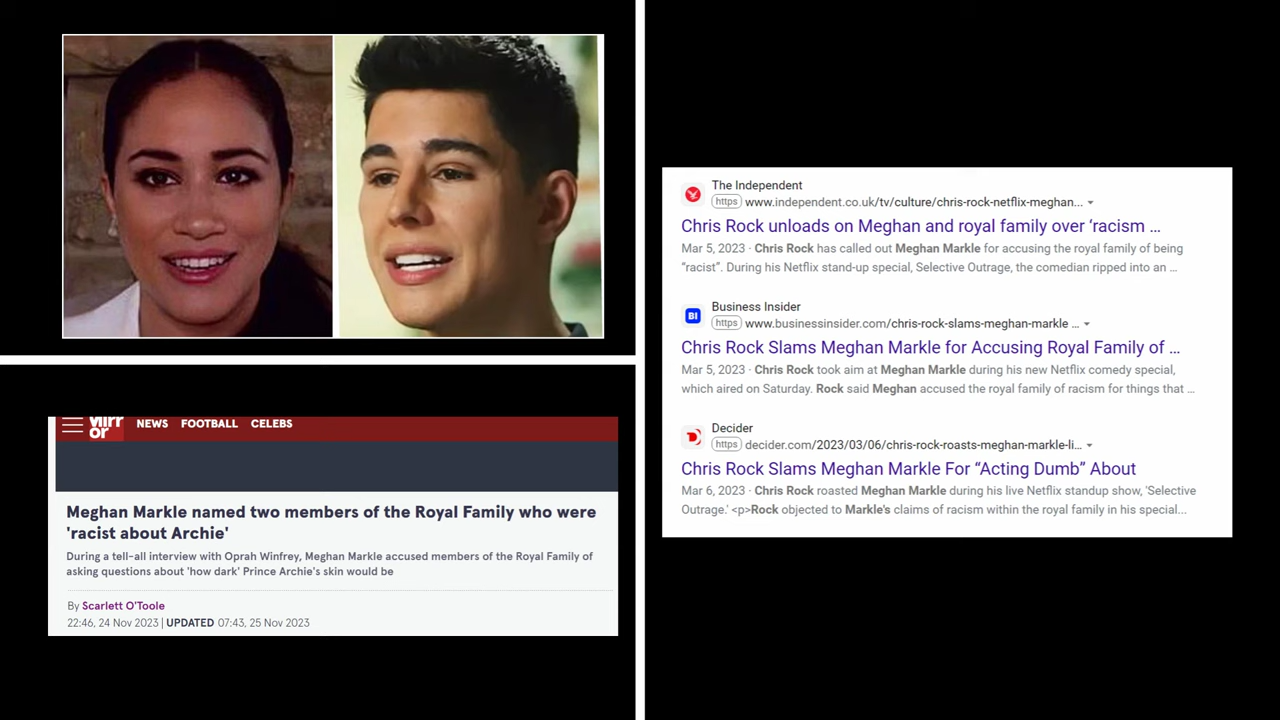 Mirr
or
NEWS FOOTBALL CELEBS
Meghan Markle named two members of the Royal Family who were
'racist about Archie'
During a tell-all interview with Oprah Winfrey, Meghan Markle accused members of the Royal Family of
asking questions about 'how dark' Prince Archie's skin would be
By Scarlett O'Toole
22:46, 24 Nov 2023 | UPDATED 07:43, 25 Nov 2023
The Independent
https www.independent.co.uk/tv/culture/chris-rock-netflix-meghan...
Chris Rock unloads on Meghan and royal family over ‘racism ...
Mar 5, 2023 · Chris Rock has called out Meghan Markle for accusing the royal family of being
“racist”. During his Netflix stand-up special, Selective Outrage, the comedian ripped into an ...
BI
Business Insider
https www.businessinsider.com/chris-rock-slams-meghan-markle ...
Chris Rock Slams Meghan Markle for Accusing Royal Family of ...
Mar 5, 2023 · Chris Rock took aim at Meghan Markle during his new Netflix comedy special,
which aired on Saturday. Rock said Meghan accused the royal family of racism for things that ...
Decider
https decider.com/2023/03/06/chris-rock-roasts-meghan-markle-li...
Chris Rock Slams Meghan Markle For “Acting Dumb” About
Mar 6, 2023 · Chris Rock roasted Meghan Markle during his live Netflix standup show, 'Selective
Outrage.' <p>Rock objected to Markle's claims of racism within the royal family in his special...